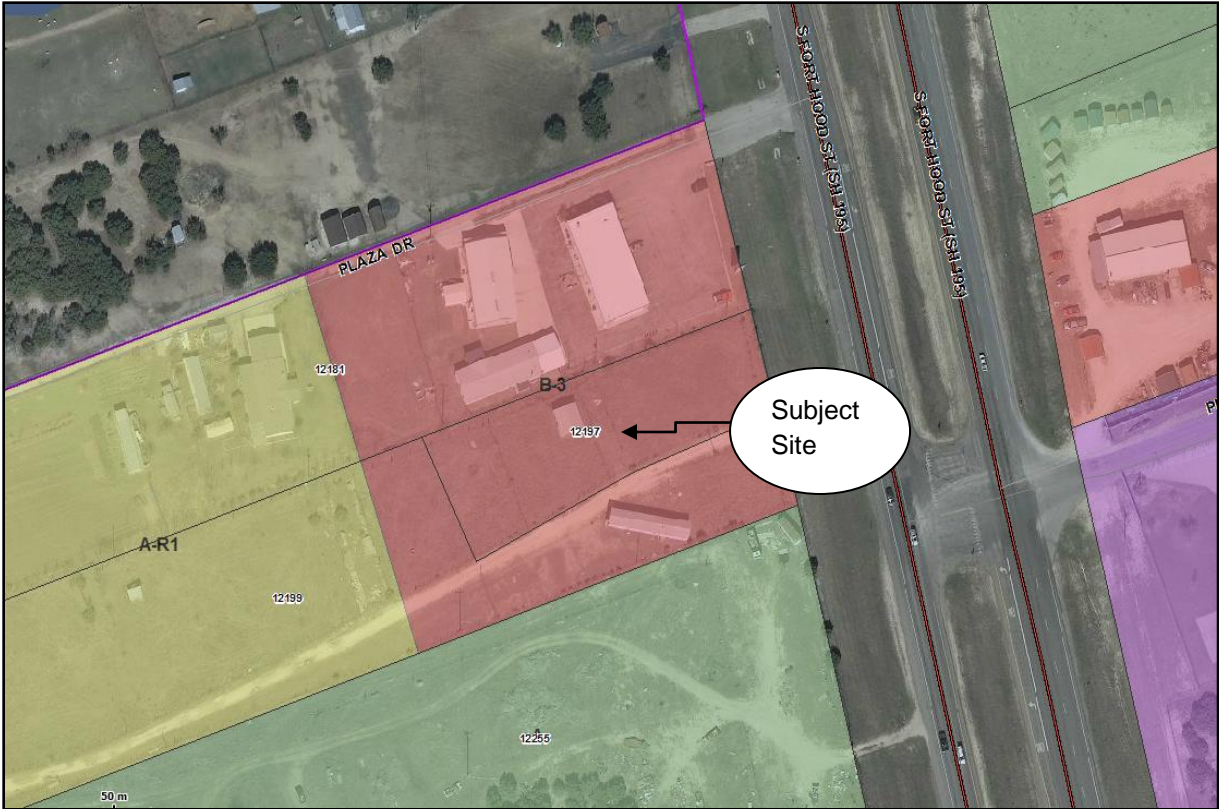 S FORT HOOD ST (SH 195)
S FORT HOOD ST (SH 195)
PLAZA DR
12181
B-3
Subject
Site
12197
A-R1
12199
12255
50 m